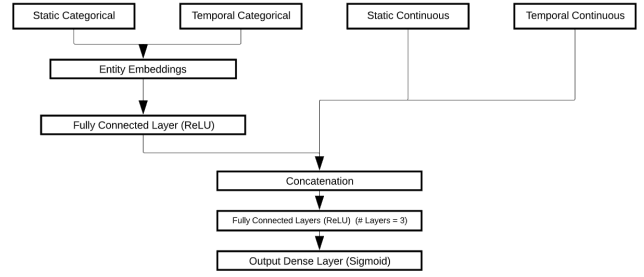 Static Categorical
Temporal Categorical
Static Continuous
Temporal Continuous
Entity Embeddings
Fully Connected Layer (ReLU)
Concatenation
Fully Connected Layers (ReLU) (# Layers = 3)
Output Dense Layer (Sigmoid)